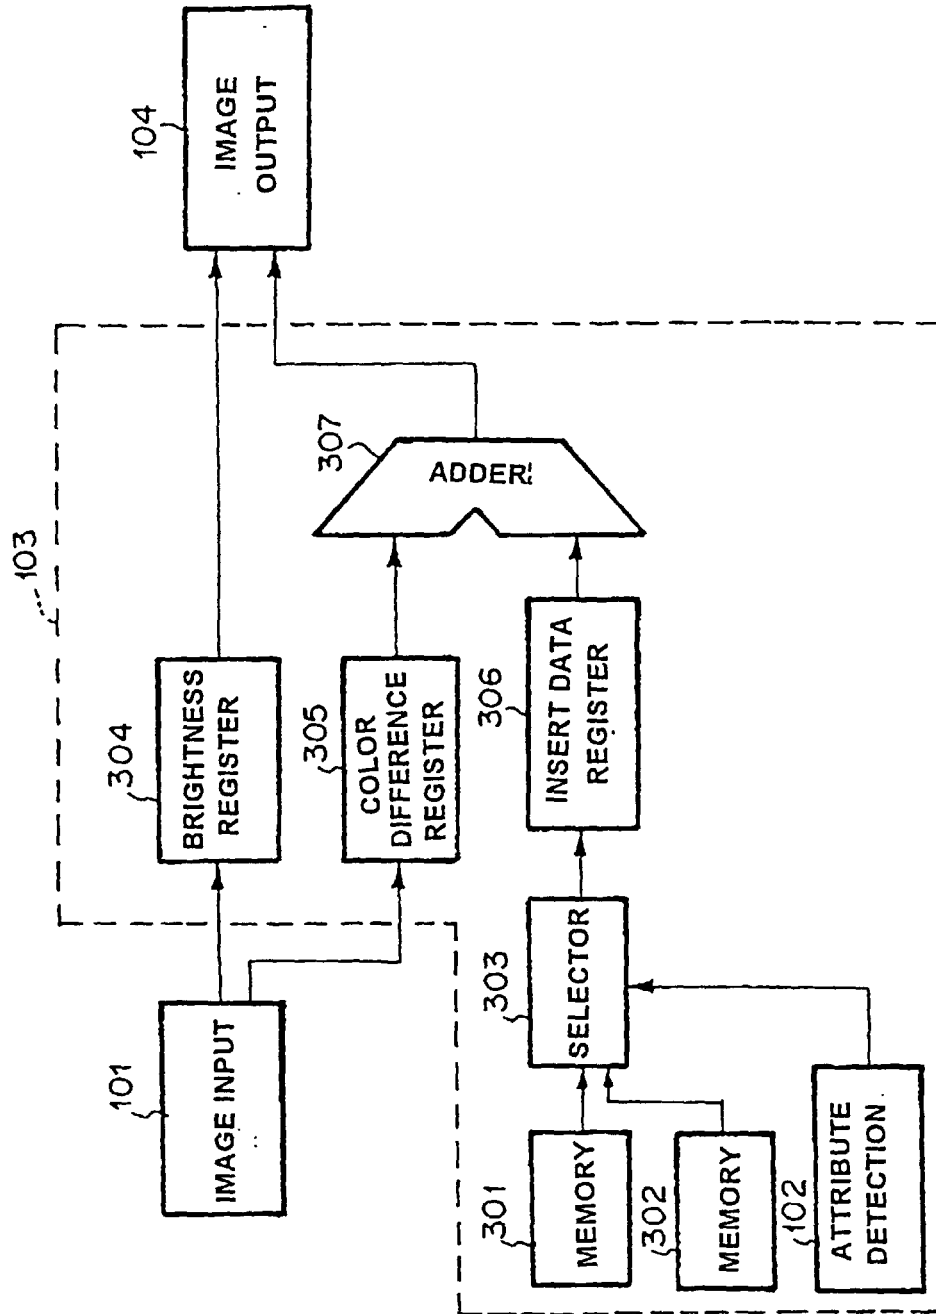 103
101
IMAGE INPUT
304
BRIGHTNESS
REGISTER
104
IMAGE
OUTPUT
305
COLOR
DIFFERENCE
REGISTER
307
ADDER
301
MEMORY
303
SELECTOR
306
INSERT DATA
REGISTER
302
MEMORY
102
ATTRIBUTE
DETECTION